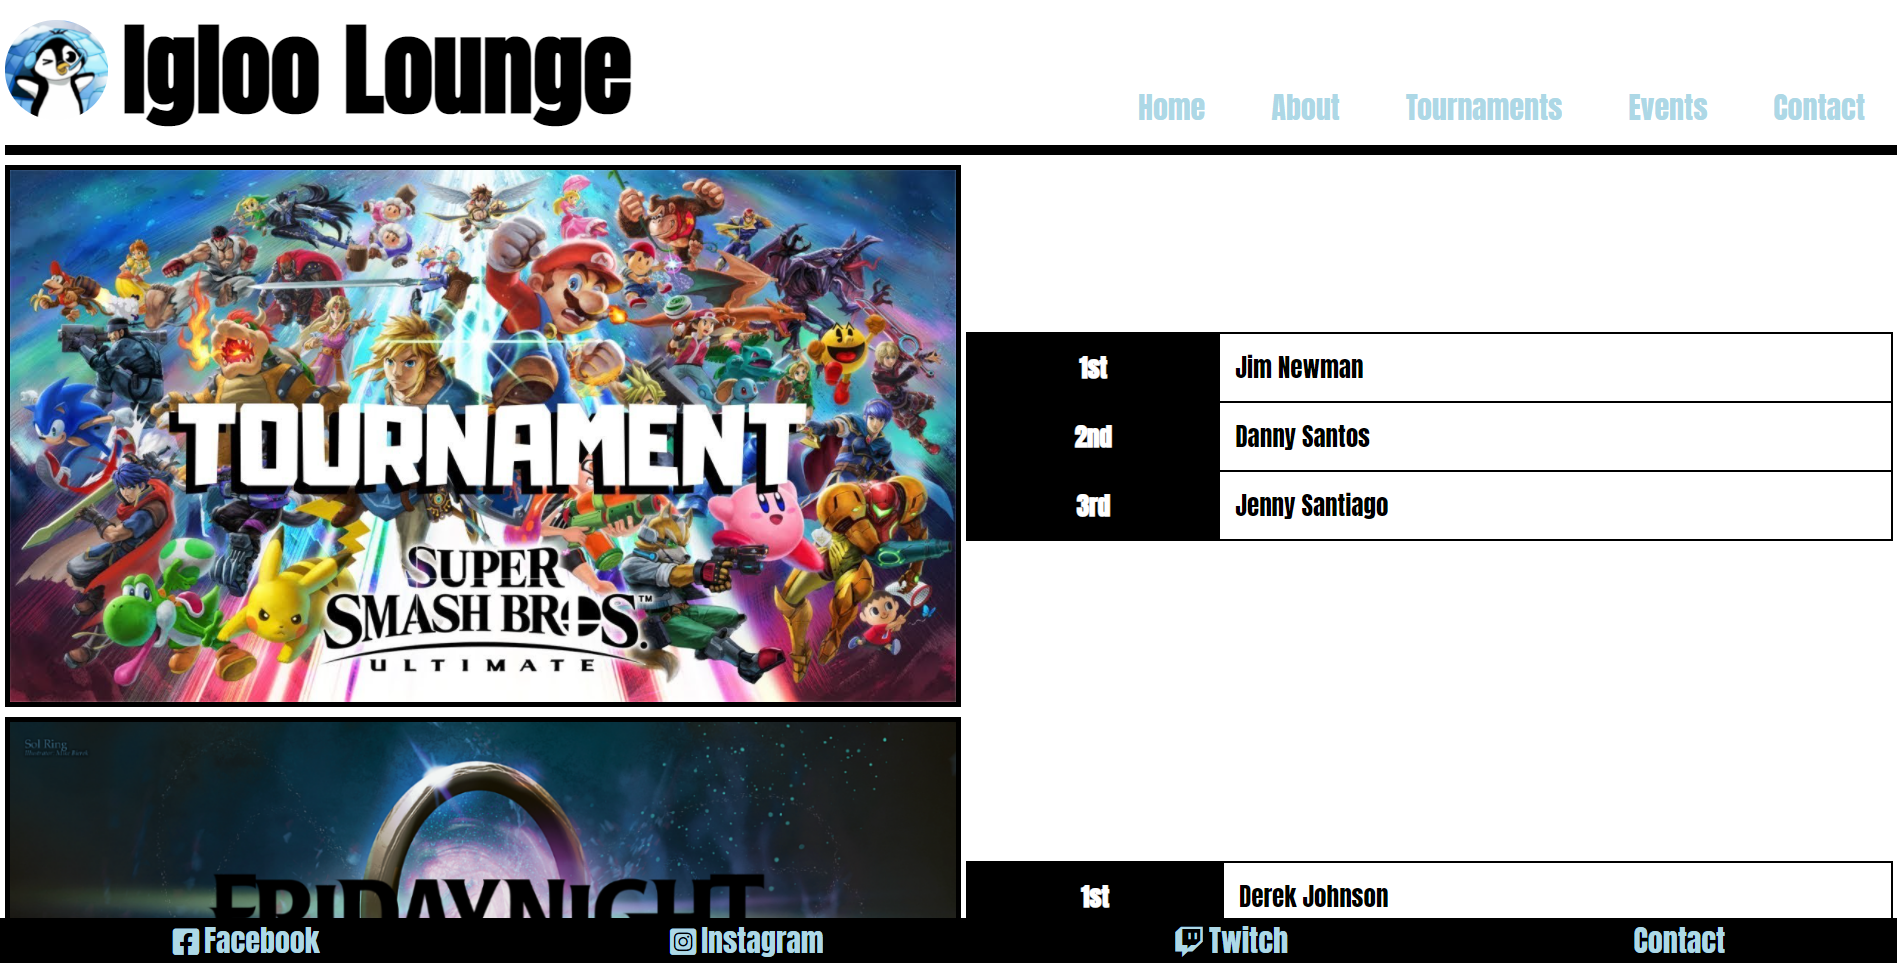 Igloo Lounge
Home About Tournaments Events Contact
TOURNAMENT
SUPER
SMASH BROS.™
ULTIMATE
1st Jim Newman
2nd Danny Santos
3rd Jenny Santiago
Sol Ring
FRIDAY NIGHT
1st Derek Johnson
Facebook Instagram Twitch Contact